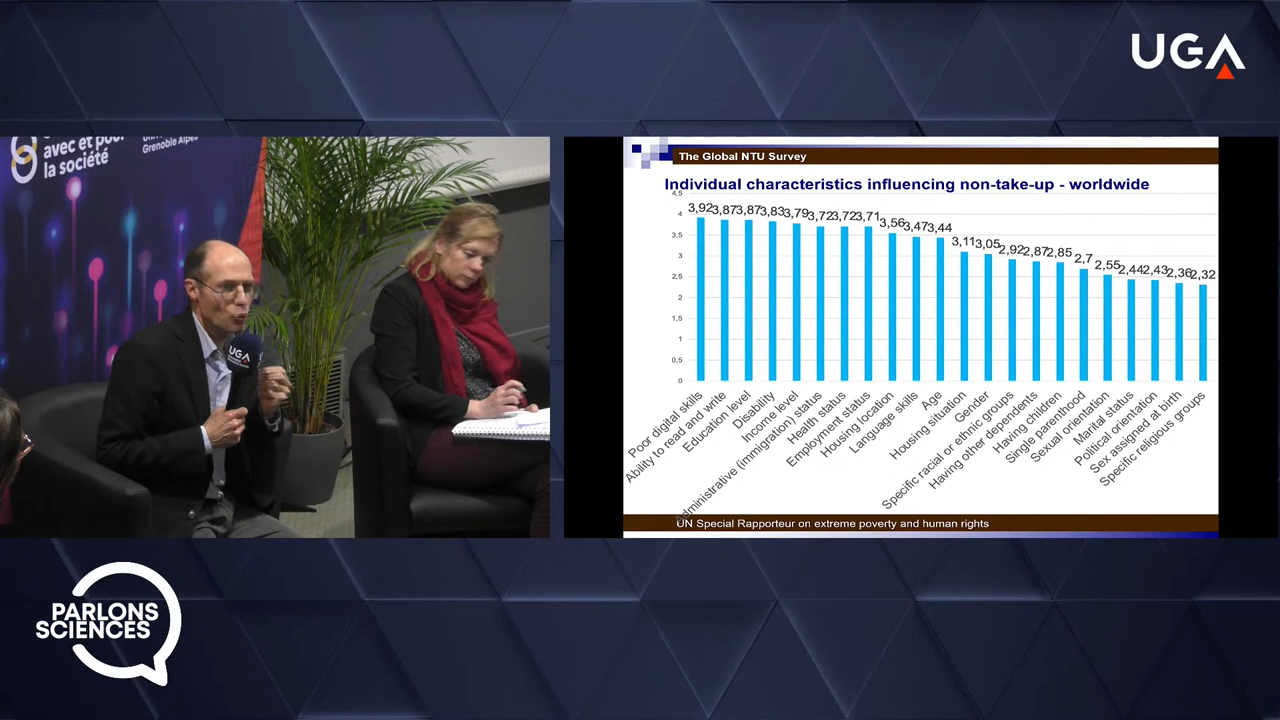 UGA
avec et pour
la société
Grenoble Alpes
UGA
The Global NTU Survey
Individual characteristics influencing non-take-up - worldwide
4,5
4
3,5
3
2,5
2
1,5
1
0,5
0
3,92 3,87 3,87 3,83 3,79 3,72 3,72 3,71 3,56 3,47 3,44 3,11 3,05 2,92 2,87 2,85 2,7 2,55 2,44 2,43 2,36 2,32
Poor digital skills
Ability to read and write
Education level
Disability
Income level
Administrative (immigration) status
Health status
Employment status
Housing location
Language skills
Age
Housing situation
Gender
Specific racial or ethnic groups
Having other dependents
Having children
Single parenthood
Sexual orientation
Marital status
Political orientation
Sex assigned at birth
Specific religious groups
UN Special Rapporteur on extreme poverty and human rights
PARLONS
SCIENCES